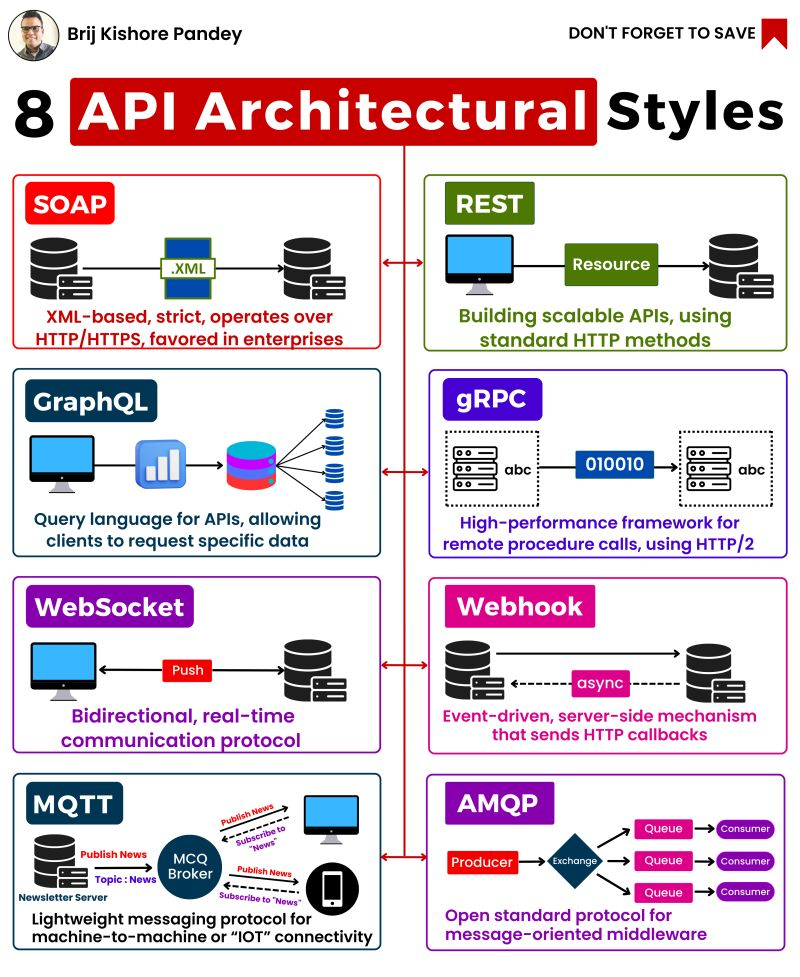 Brij Kishore Pandey
DON'T FORGET TO SAVE
8 API Architectural Styles
SOAP
.XML
XML-based, strict, operates over
HTTP/HTTPS, favored in enterprises
REST
Resource
Building scalable APIs, using
standard HTTP methods
GraphQL
Query language for APIs, allowing
clients to request specific data
gRPC
abc
010010
abc
High-performance framework for
remote procedure calls, using HTTP/2
WebSocket
Push
Bidirectional, real-time
communication protocol
Webhook
async
Event-driven, server-side mechanism
that sends HTTP callbacks
MQTT
Publish News
Subscribe to
"News"
Publish News
Topic : News
MCQ
Broker
Publish News
Subscribe to "News"
Newsletter Server
Lightweight messaging protocol for
machine-to-machine or “IOT” connectivity
AMQP
Producer
Exchange
Queue
Consumer
Queue
Consumer
Queue
Consumer
Open standard protocol for
message-oriented middleware